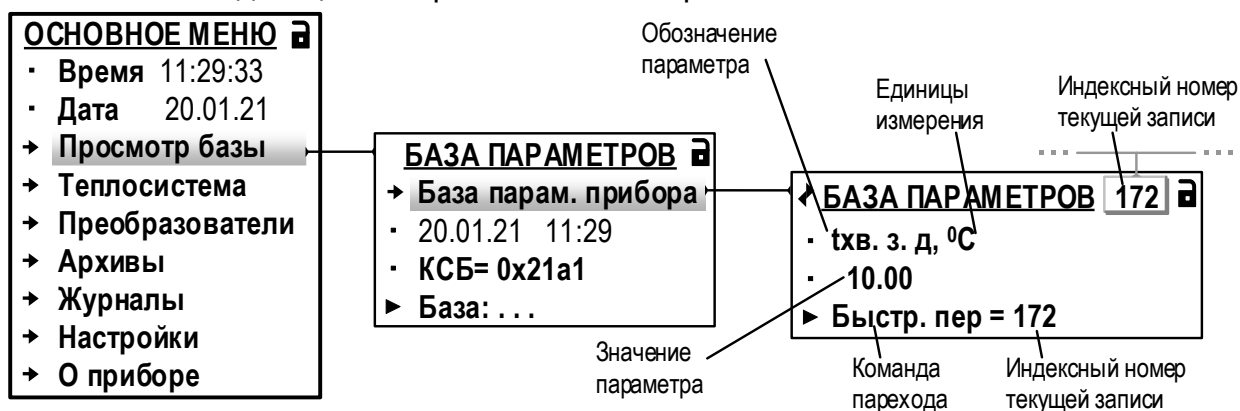 ОСНОВНОЕ МЕНЮ
Время 11:29:33
Дата 20.01.21
Просмотр базы
Теплосистема
Преобразователи
Архивы
Журналы
Настройки
О приборе
БАЗА ПАРАМЕТРОВ
База парам. прибора
20.01.21 11:29
КСБ= 0x21a1
База: . . .
Обозначение
параметра
Единицы
измерения
Индексный номер
текущей записи
БАЗА ПАРАМЕТРОВ 172
tхв. з. д, ⁰С
10.00
Быстр. пер = 172
Значение
параметра
Команда
парехода
Индексный номер
текущей записи